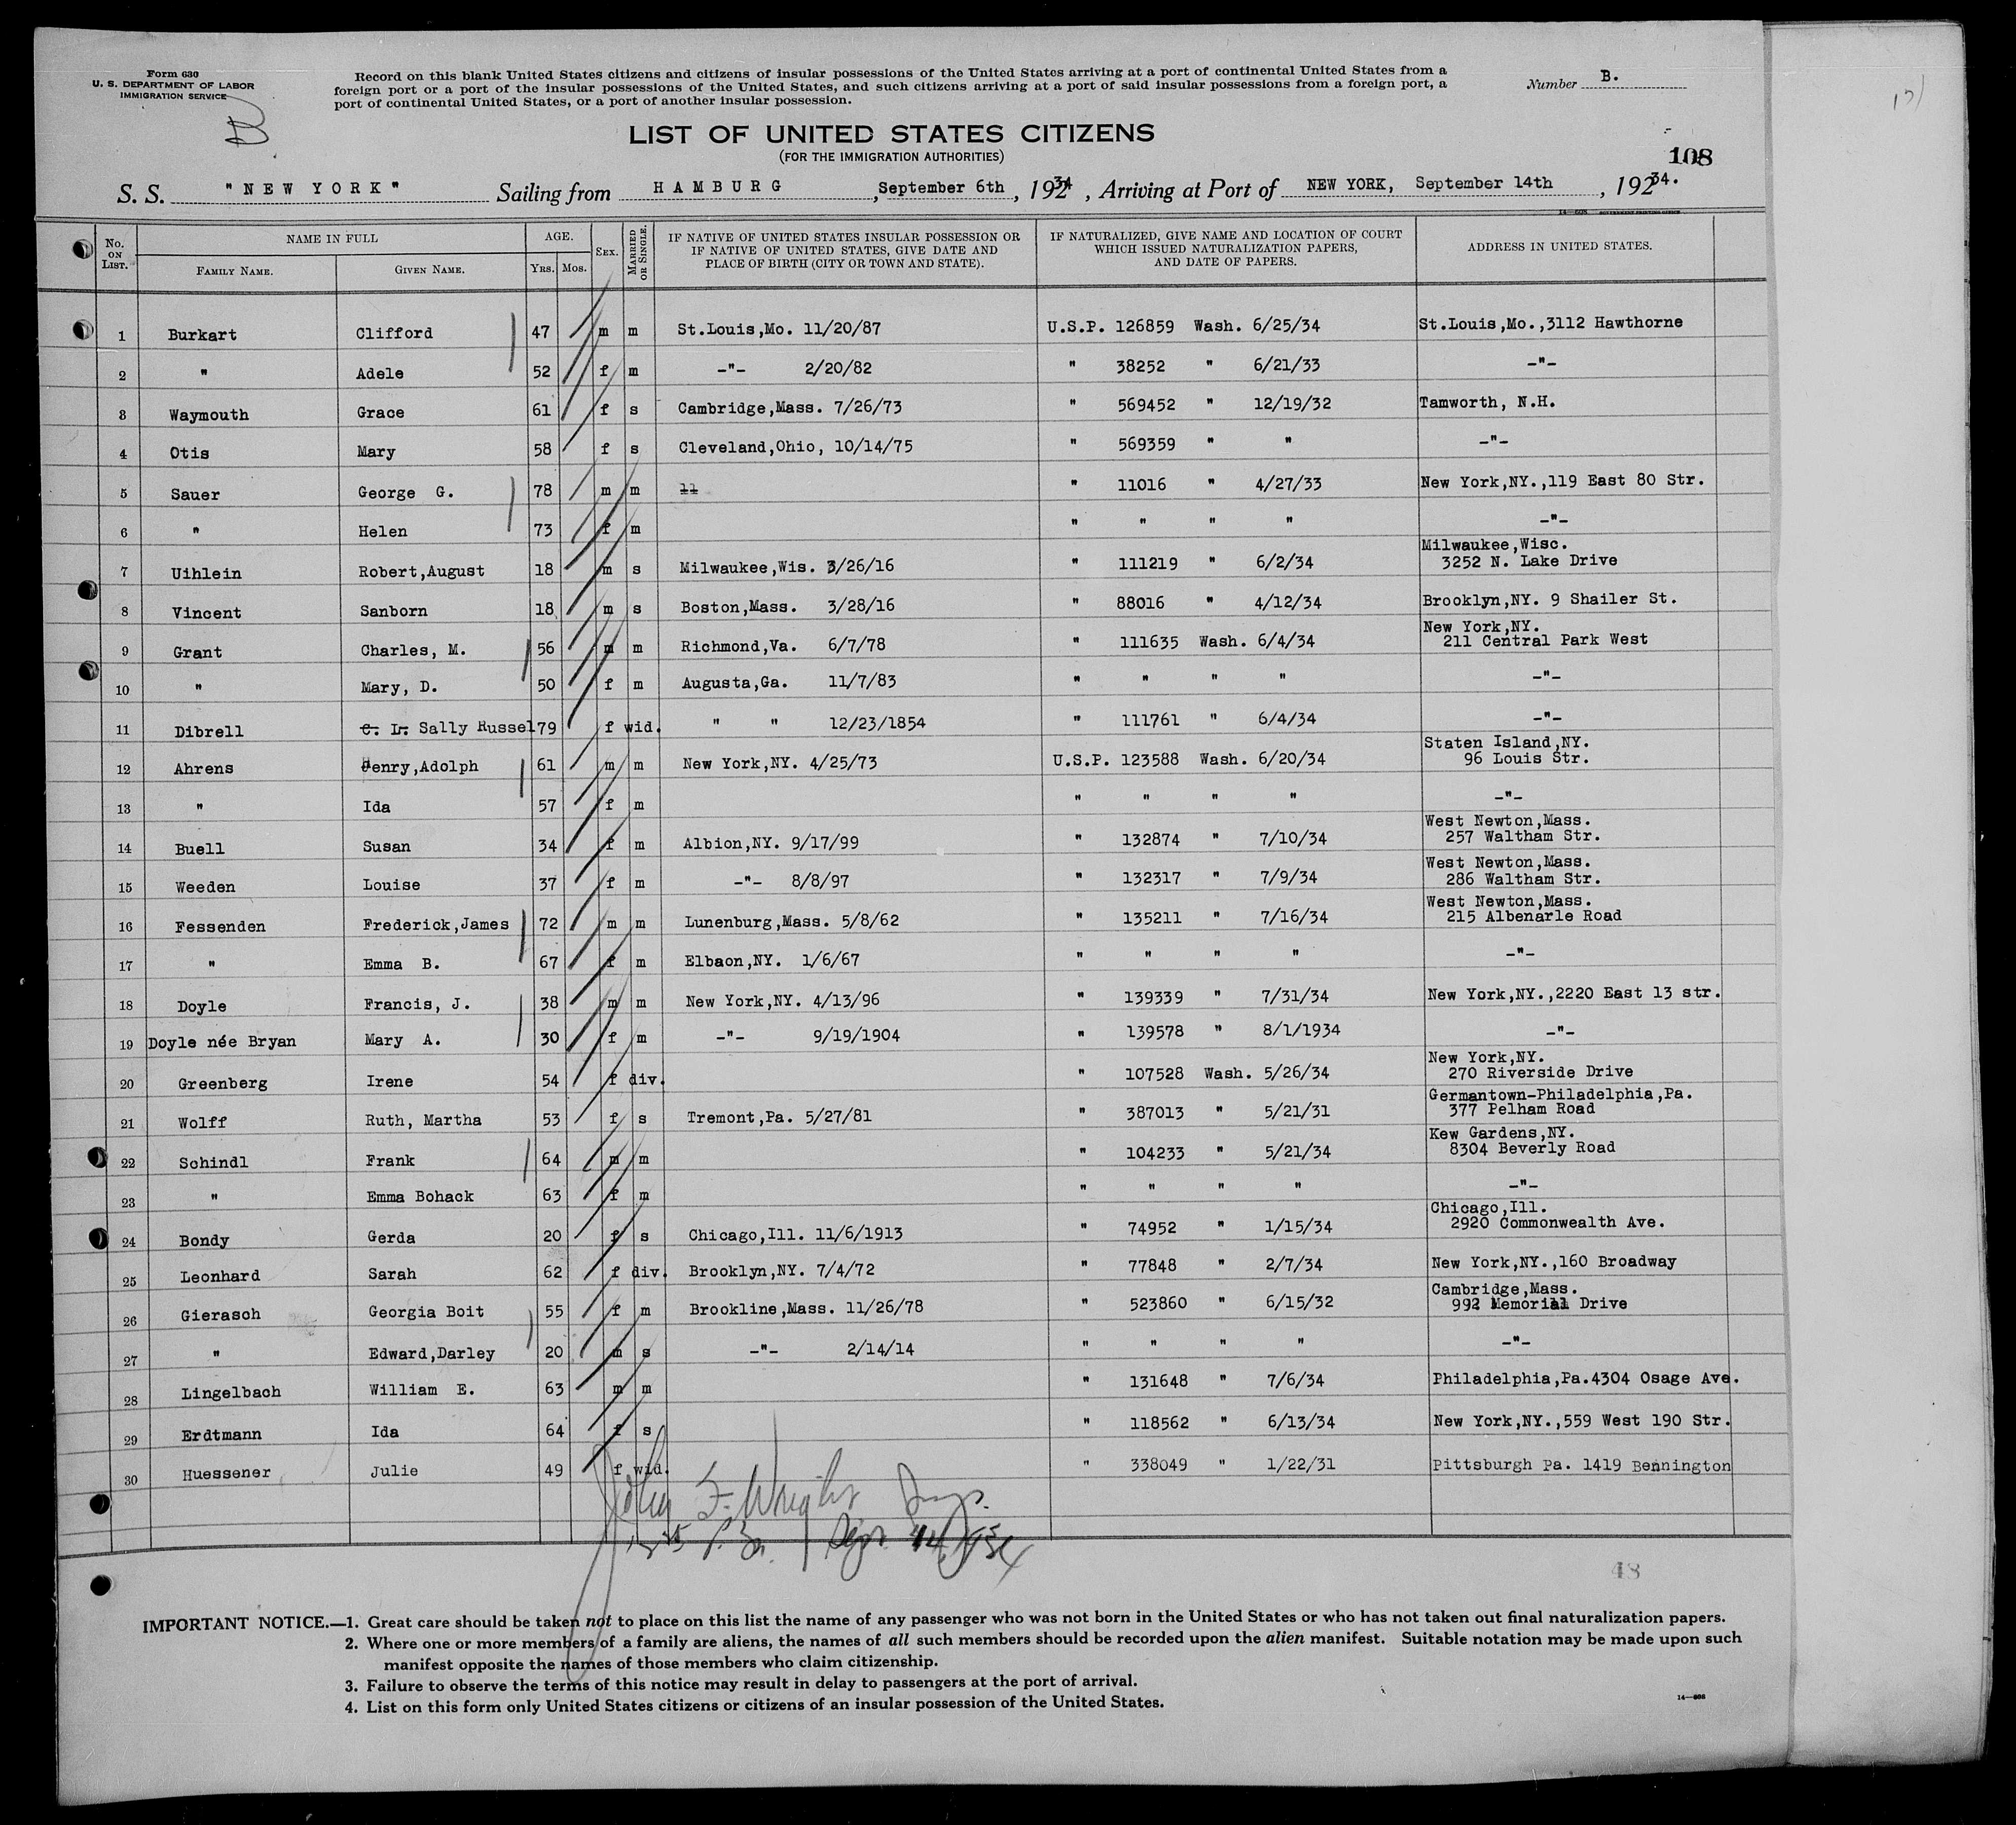 Form 630
U. S. DEPARTMENT OF LABOR
IMMIGRATION SERVICE
B
Record on this blank United States citizens and citizens of insular possessions of the United States arriving at a port of continental United States from a
foreign port or a port of the insular possessions of the United States, and such citizens arriving at a port of said insular possessions from a foreign port, a
port of continental United States, or a port of another insular possession.
Number B.
LIST OF UNITED STATES CITIZENS
(FOR THE IMMIGRATION AUTHORITIES)
108
S. S. "NEW YORK" Sailing from HAMBURG, September 6th, 1934, Arriving at Port of NEW YORK, September 14th, 1934.
No. ON LIST. NAME IN FULL FAMILY NAME. GIVEN NAME. AGE. YRS. MOS. SEX. MARRIED OR SINGLE. IF NATIVE OF UNITED STATES INSULAR POSSESSION OR IF NATIVE OF UNITED STATES, GIVE DATE AND PLACE OF BIRTH (CITY OR TOWN AND STATE). IF NATURALIZED, GIVE NAME AND LOCATION OF COURT WHICH ISSUED NATURALIZATION PAPERS, AND DATE OF PAPERS. ADDRESS IN UNITED STATES.
1 Burkart Clifford 47 m m St.Louis,Mo. 11/20/87 U.S.P. 126859 Wash. 6/25/34 St.Louis,Mo.,3112 Hawthorne
2 " Adele 52 f m -"- 2/20/82 " 38252 " 6/21/33 -"-
3 Waymouth Grace 61 f s Cambridge,Mass. 7/26/73 " 569452 " 12/19/32 Tamworth, N.H.
4 Otis Mary 58 f s Cleveland,Ohio, 10/14/75 " 569359 " " -"-
5 Sauer George G. 78 m m 11 " 11016 " 4/27/33 New York,NY.,119 East 80 Str.
6 " Helen 73 f m " " " " -"-
7 Uihlein Robert,August 18 m s Milwaukee,Wis. 3/26/16 " 111219 " 6/2/34 Milwaukee,Wisc. 3252 N. Lake Drive
8 Vincent Sanborn 18 m s Boston,Mass. 3/28/16 " 88016 " 4/12/34 Brooklyn,NY. 9 Shailer St.
9 Grant Charles, M. 56 m m Richmond,Va. 6/7/78 " 111635 Wash. 6/4/34 New York,NY. 211 Central Park West
10 " Mary, D. 50 f m Augusta,Ga. 11/7/83 " " " " -"-
11 Dibrell C. L. Sally Russel 79 f wid. " " 12/23/1854 " 111761 " 6/4/34 -"-
12 Ahrens Henry,Adolph 61 m m New York,NY. 4/25/73 U.S.P. 123588 Wash. 6/20/34 Staten Island,NY. 96 Louis Str.
13 " Ida 57 f m " " " " -"-
14 Buell Susan 34 f m Albion,NY. 9/17/99 " 132874 " 7/10/34 West Newton,Mass. 257 Waltham Str.
15 Weeden Louise 37 f m -"- 8/8/97 " 132317 " 7/9/34 West Newton,Mass. 286 Waltham Str.
16 Fessenden Frederick,James 72 m m Lunenburg,Mass. 5/8/62 " 135211 " 7/16/34 West Newton,Mass. 215 Albenarle Road
17 " Emma B. 67 f m Elbaon,NY. 1/6/67 " " " " -"-
18 Doyle Francis, J. 38 m m New York,NY. 4/13/96 " 139339 " 7/31/34 New York,NY.,2220 East 13 str.
19 Doyle née Bryan Mary A. 30 f m -"- 9/19/1904 " 139578 " 8/1/1934 -"-
20 Greenberg Irene 54 f div. " 107528 Wash. 5/26/34 New York,NY. 270 Riverside Drive
21 Wolff Ruth, Martha 53 f s Tremont,Pa. 5/27/81 " 387013 " 5/21/31 Germantown-Philadelphia,Pa. 377 Pelham Road
22 Schindl Frank 64 m m " 104233 " 5/21/34 Kew Gardens,NY. 8304 Beverly Road
23 " Emma Bohack 63 f m " " " " -"-
24 Bondy Gerda 20 f s Chicago,Ill. 11/6/1913 " 74952 " 1/15/34 Chicago,Ill. 2920 Commonwealth Ave.
25 Leonhard Sarah 62 f div. Brooklyn,NY. 7/4/72 " 77848 " 2/7/34 New York,NY.,160 Broadway
26 Gierasch Georgia Boit 55 f m Brookline,Mass. 11/26/78 " 523860 " 6/15/32 Cambridge,Mass. 992 Memorial Drive
27 " Edward,Darley 20 m s -"- 2/14/14 " " " " -"-
28 Lingelbach William E. 63 m m " 131648 " 7/6/34 Philadelphia,Pa.4304 Osage Ave.
29 Erdtmann Ida 64 f s " 118562 " 6/13/34 New York,NY.,559 West 190 Str.
30 Huessener Julie 49 f wid. " 338049 " 1/22/31 Pittsburgh Pa. 1419 Bennington
John F. Wright Insp.
Sept. 14, 1934
48
IMPORTANT NOTICE.—1. Great care should be taken not to place on this list the name of any passenger who was not born in the United States or who has not taken out final naturalization papers.
2. Where one or more members of a family are aliens, the names of all such members should be recorded upon the alien manifest. Suitable notation may be made upon such
manifest opposite the names of those members who claim citizenship.
3. Failure to observe the terms of this notice may result in delay to passengers at the port of arrival.
4. List on this form only United States citizens or citizens of an insular possession of the United States.
14—608